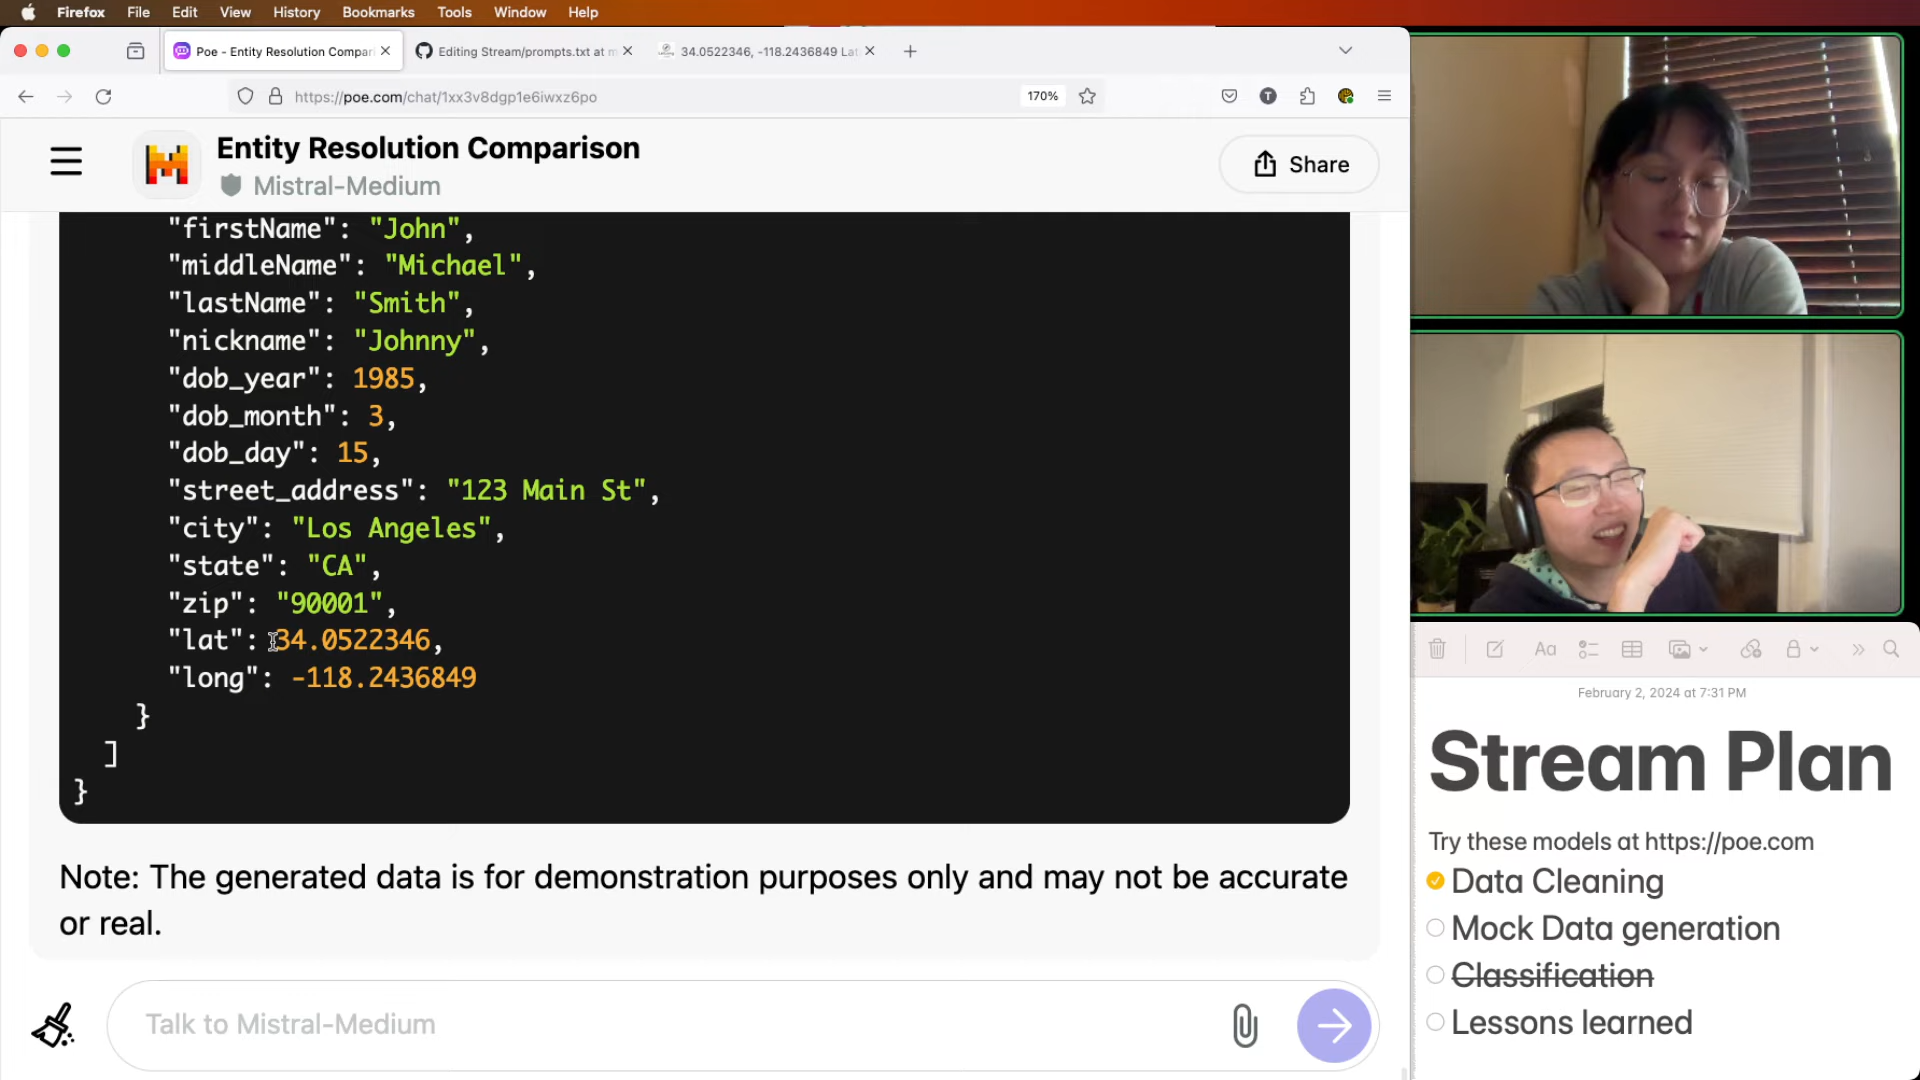 Firefox File Edit View History Bookmarks Tools Window Help
Poe - Entity Resolution Compar
Editing Stream/prompts.txt at m
34.0522346, -118.2436849 Lat
https://poe.com/chat/1xx3v8dgp1e6iwxz6po
170%
T
Entity Resolution Comparison
Mistral-Medium
Share
"firstName": "John",
"middleName": "Michael",
"lastName": "Smith",
"nickname": "Johnny",
"dob_year": 1985,
"dob_month": 3,
"dob_day": 15,
"street_address": "123 Main St",
"city": "Los Angeles",
"state": "CA",
"zip": "90001",
"lat": 34.0522346,
"long": -118.2436849
}
]
}
Note: The generated data is for demonstration purposes only and may not be accurate
or real.
Talk to Mistral-Medium
Aa
February 2, 2024 at 7:31 PM
Stream Plan
Try these models at https://poe.com
Data Cleaning
Mock Data generation
Classification
Lessons learned